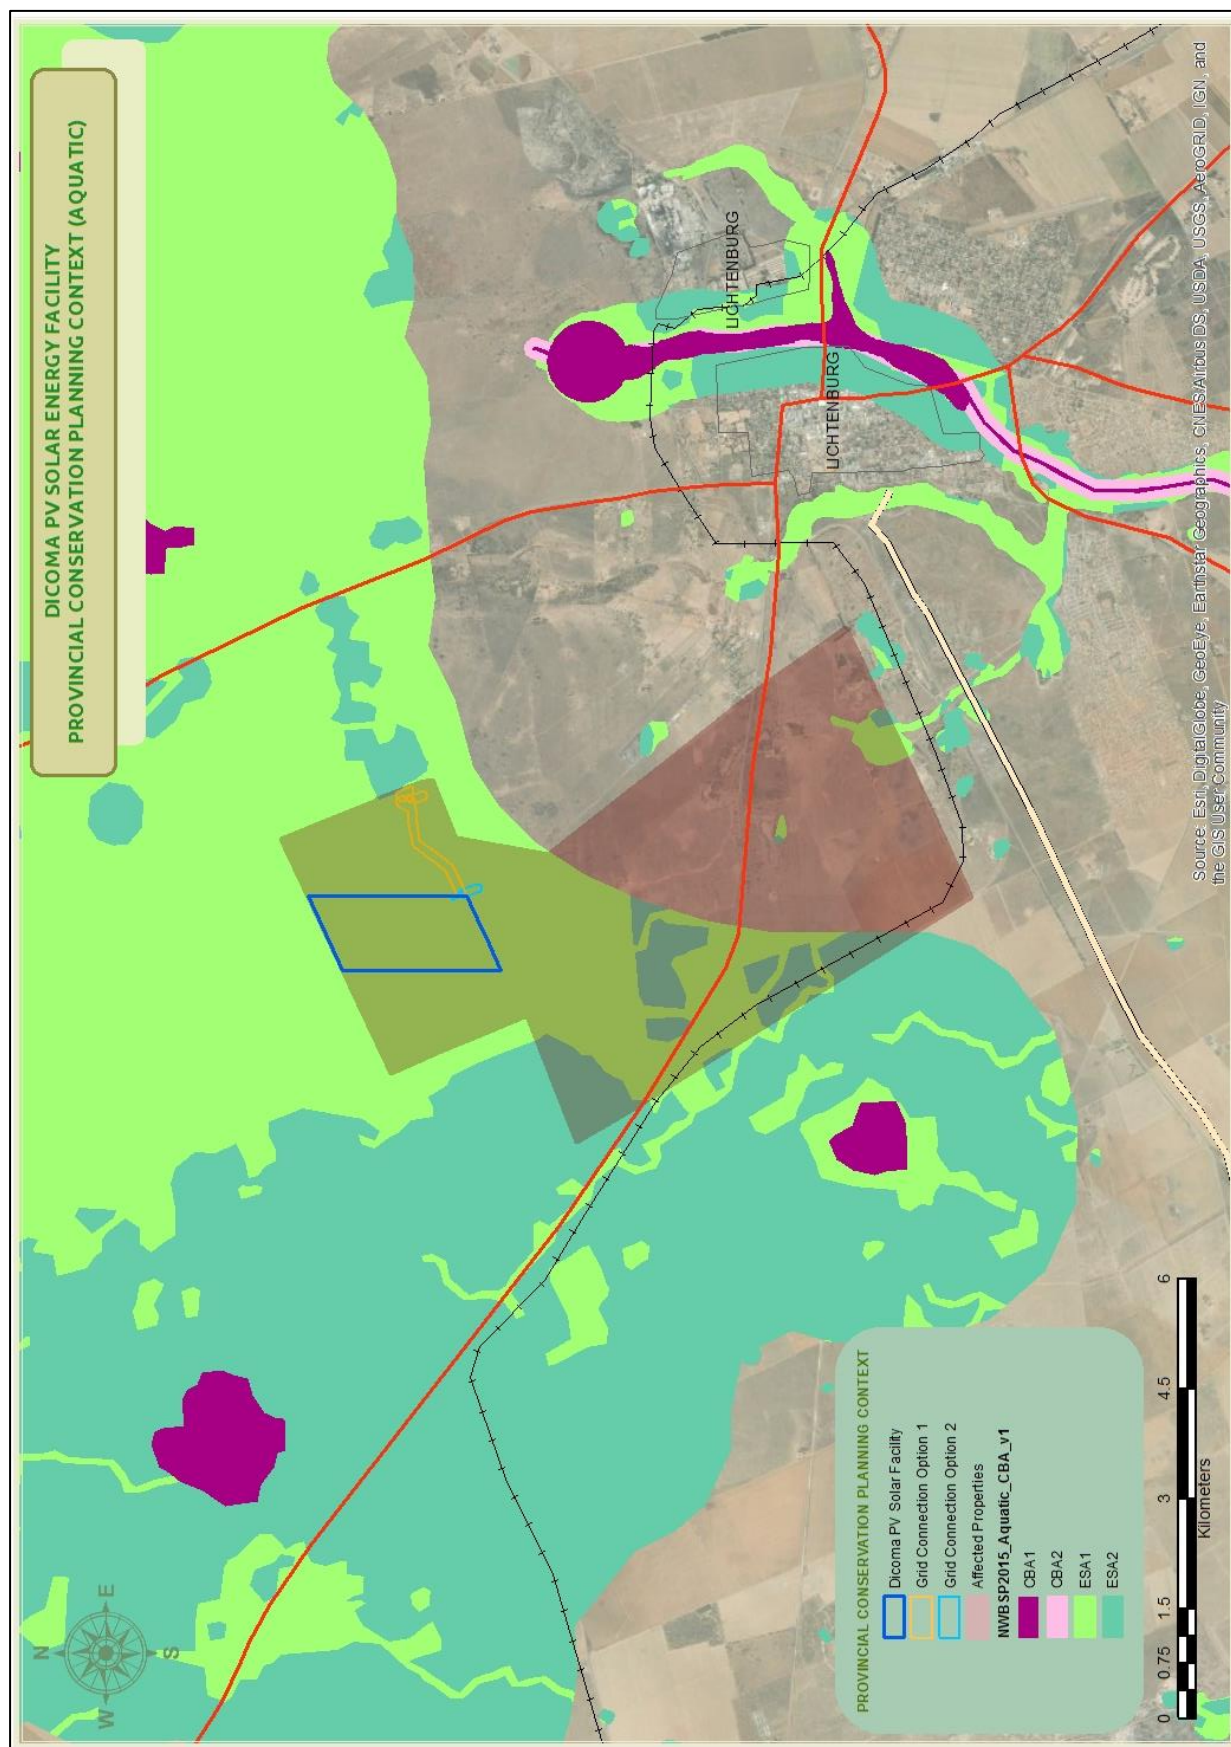 DICOMA PV SOLAR ENERGY FACILITY
PROVINCIAL CONSERVATION PLANNING CONTEXT (AQUATIC)
N
W
E
S
LICHTENBURG
LICHTENBURG
PROVINCIAL CONSERVATION PLANNING CONTEXT
Dicoma PV Solar Facility
Grid Connection Option 1
Grid Connection Option 2
Affected Properties
NWBSP2015_Aquatic_CBA_v1
CBA1
CBA2
ESA1
ESA2
0 0.75 1.5 3 4.5 6
Kilometers
Source: Esri, DigitalGlobe, GeoEye, Earthstar Geographics, CNES/Airbus DS, USDA, USGS, AeroGRID, IGN, and
the GIS User Community